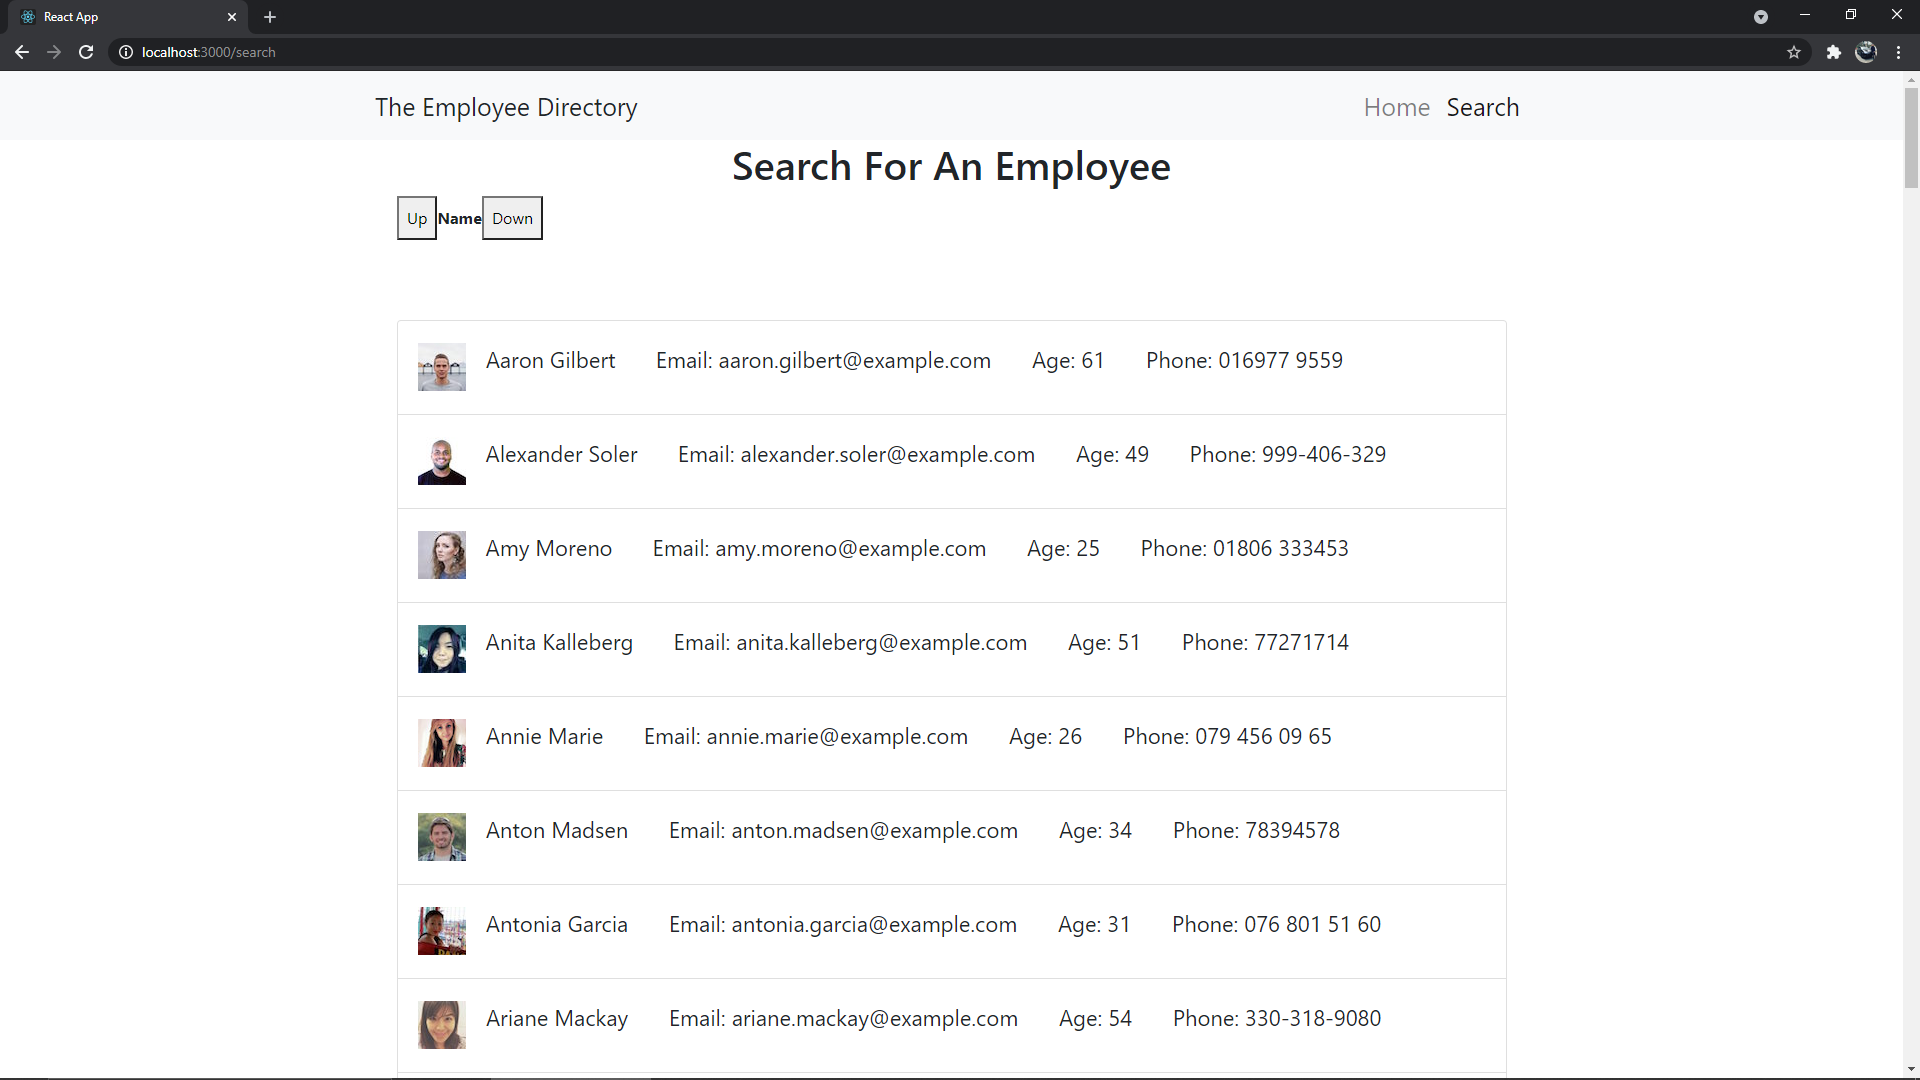 React App
localhost:3000/search
The Employee Directory Home Search
Search For An Employee
Up Name Down
Aaron Gilbert Email: aaron.gilbert@example.com Age: 61 Phone: 016977 9559
Alexander Soler Email: alexander.soler@example.com Age: 49 Phone: 999-406-329
Amy Moreno Email: amy.moreno@example.com Age: 25 Phone: 01806 333453
Anita Kalleberg Email: anita.kalleberg@example.com Age: 51 Phone: 77271714
Annie Marie Email: annie.marie@example.com Age: 26 Phone: 079 456 09 65
Anton Madsen Email: anton.madsen@example.com Age: 34 Phone: 78394578
Antonia Garcia Email: antonia.garcia@example.com Age: 31 Phone: 076 801 51 60
Ariane Mackay Email: ariane.mackay@example.com Age: 54 Phone: 330-318-9080